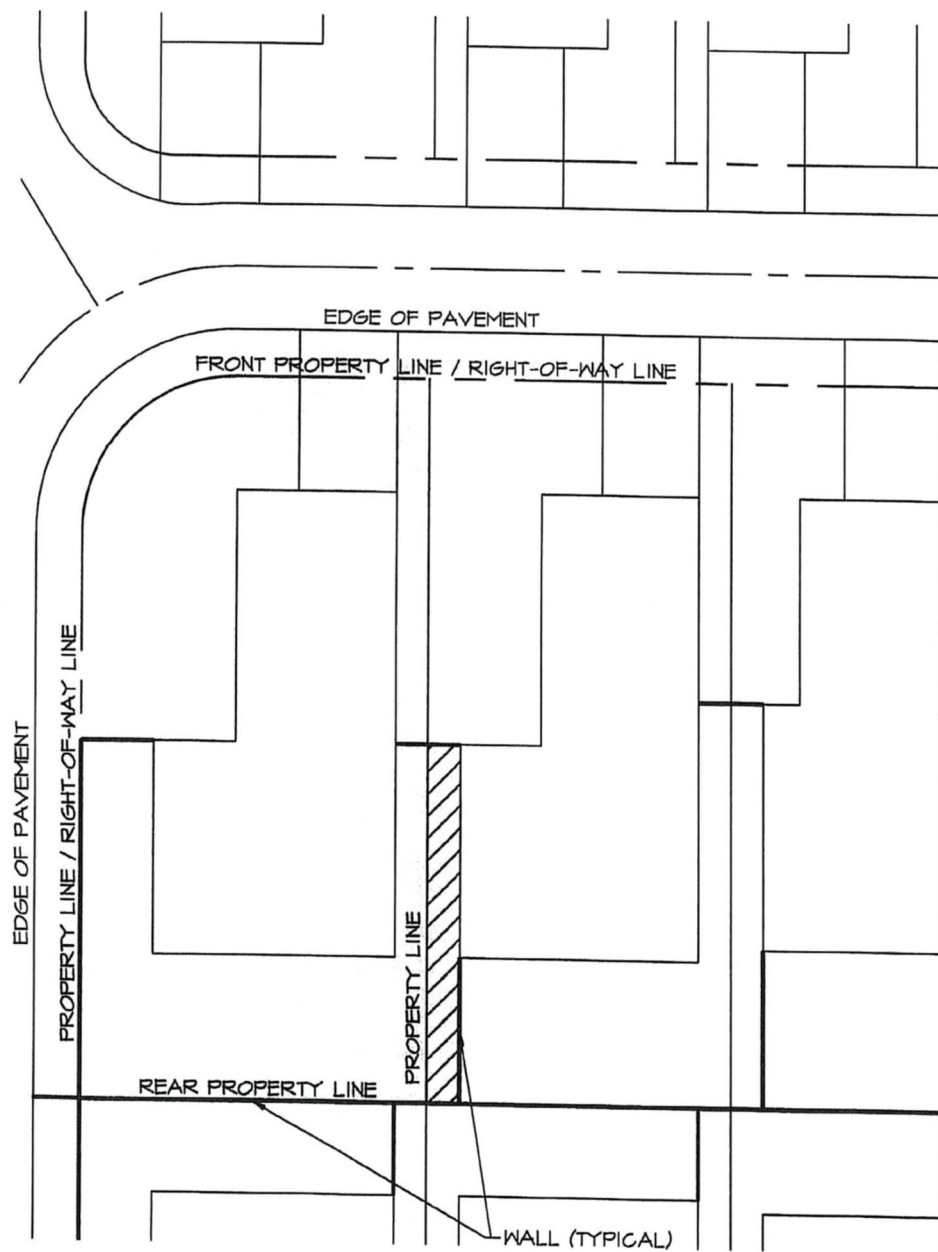 EDGE OF PAVEMENT
FRONT PROPERTY LINE / RIGHT-OF-WAY LINE
EDGE OF PAVEMENT
PROPERTY LINE / RIGHT-OF-WAY LINE
PROPERTY LINE
REAR PROPERTY LINE
WALL (TYPICAL)